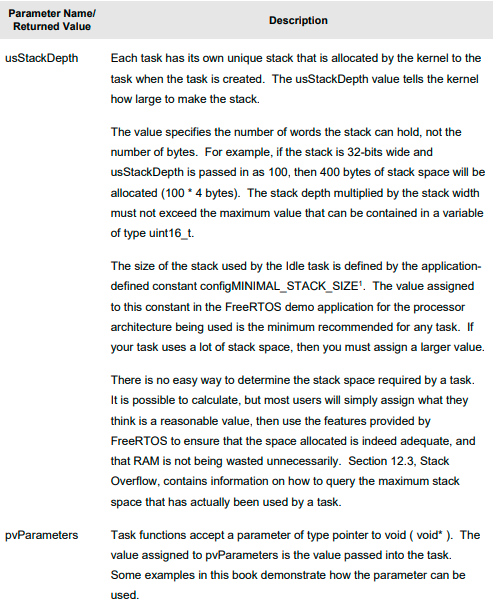 Parameter Name/
Returned Value
Description
usStackDepth
Each task has its own unique stack that is allocated by the kernel to the
task when the task is created. The usStackDepth value tells the kernel
how large to make the stack.
The value specifies the number of words the stack can hold, not the
number of bytes. For example, if the stack is 32-bits wide and
usStackDepth is passed in as 100, then 400 bytes of stack space will be
allocated (100 * 4 bytes). The stack depth multiplied by the stack width
must not exceed the maximum value that can be contained in a variable
of type uint16_t.
The size of the stack used by the Idle task is defined by the application-
defined constant configMINIMAL_STACK_SIZE¹. The value assigned
to this constant in the FreeRTOS demo application for the processor
architecture being used is the minimum recommended for any task. If
your task uses a lot of stack space, then you must assign a larger value.
There is no easy way to determine the stack space required by a task.
It is possible to calculate, but most users will simply assign what they
think is a reasonable value, then use the features provided by
FreeRTOS to ensure that the space allocated is indeed adequate, and
that RAM is not being wasted unnecessarily. Section 12.3, Stack
Overflow, contains information on how to query the maximum stack
space that has actually been used by a task.
pvParameters
Task functions accept a parameter of type pointer to void ( void* ). The
value assigned to pvParameters is the value passed into the task.
Some examples in this book demonstrate how the parameter can be
used.